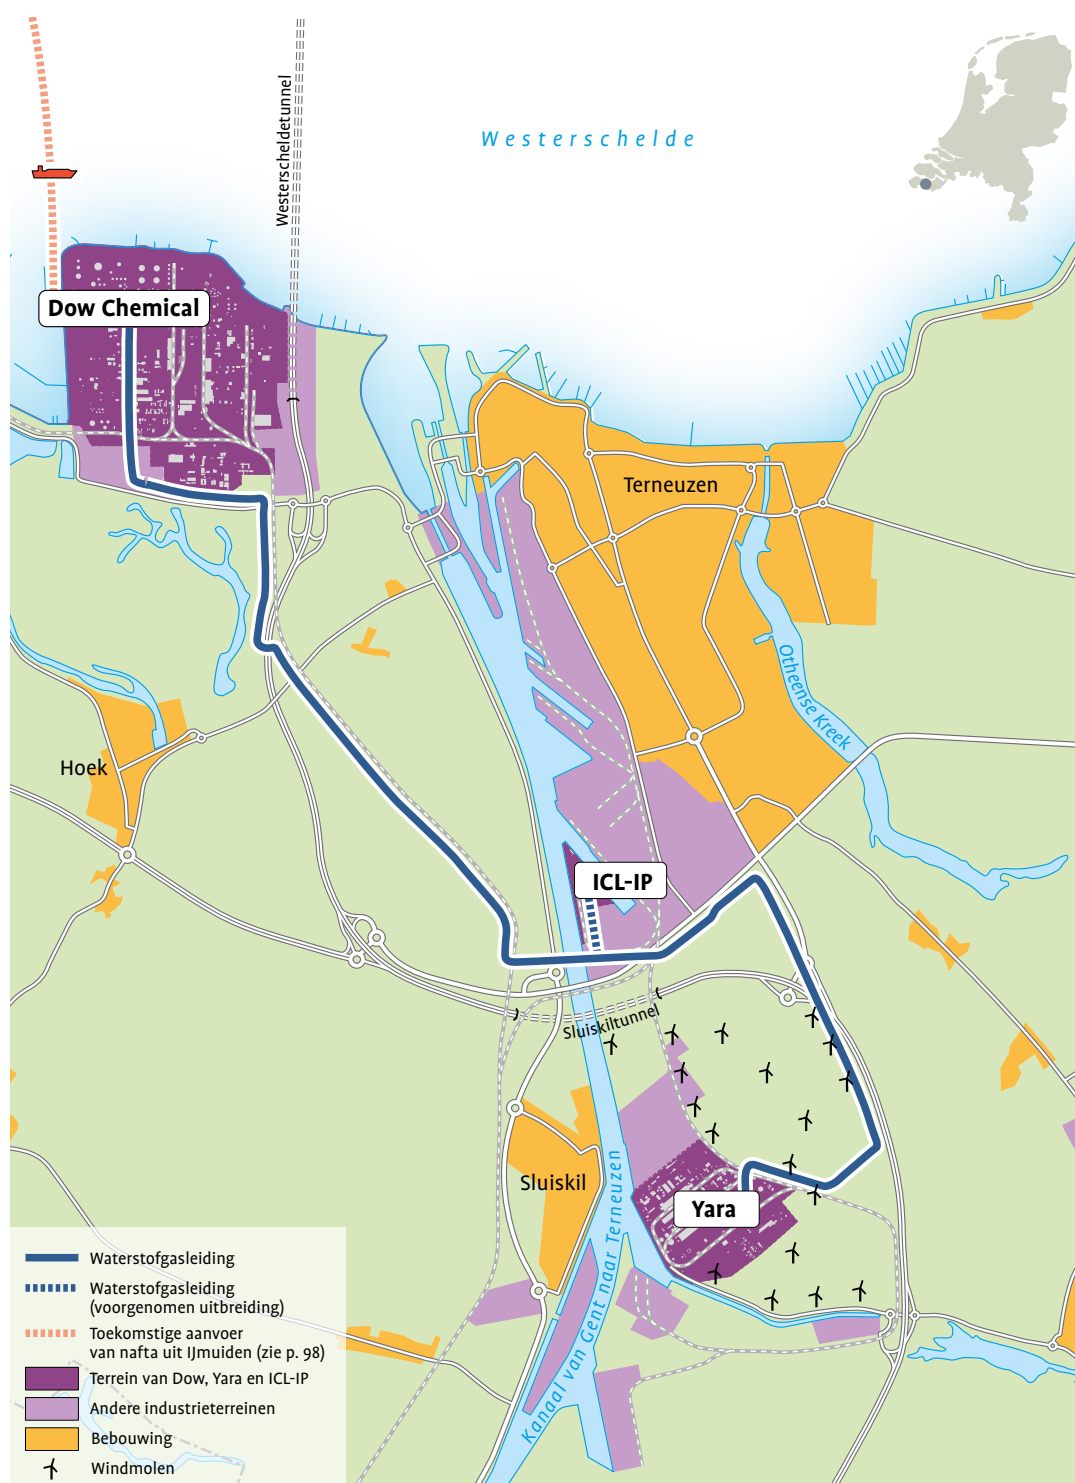 Westerscheldetunnel
Westerschelde
Dow Chemical
Terneuzen
Otheense Kreek
Hoek
ICL-IP
Sluiskiltunnel
Sluiskil
Yara
Kanaal van Gent naar Terneuzen
Waterstofgasleiding
Waterstofgasleiding
(voorgenomen uitbreiding)
Toekomstige aanvoer
van nafta uit IJmuiden (zie p. 98)
Terrein van Dow, Yara en ICL-IP
Andere industrieterreinen
Bebouwing
Windmolen